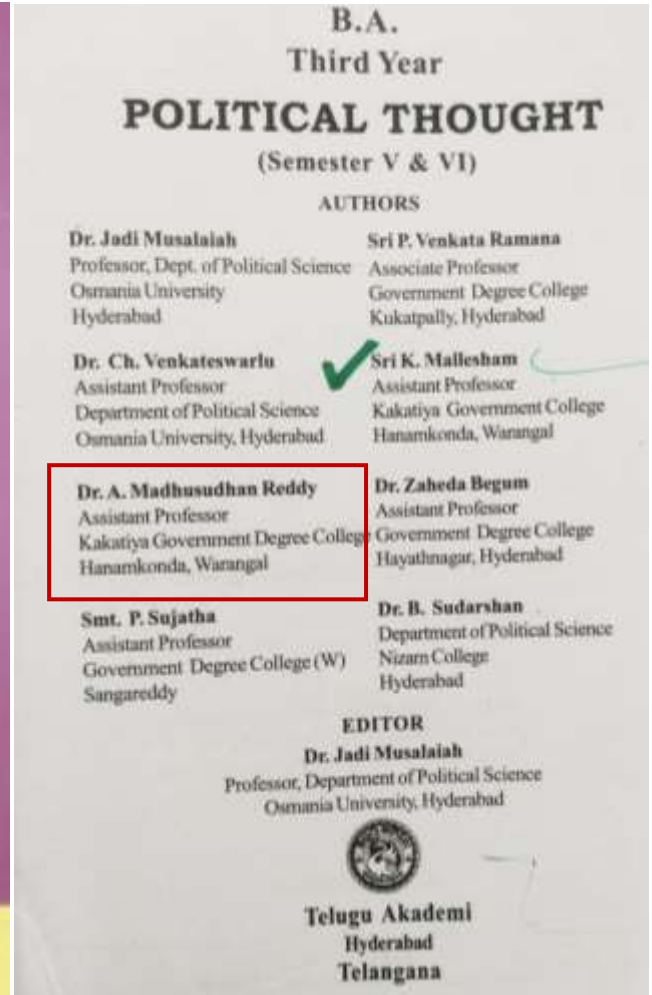 B.A.
Third Year
POLITICAL THOUGHT
(Semester V & VI)
AUTHORS
Dr. Jadi Musalaiah
Professor, Dept. of Political Science
Osmania University
Hyderabad
Sri P. Venkata Ramana
Associate Professor
Government Degree College
Kukatpally, Hyderabad
Dr. Ch. Venkateswarlu
Assistant Professor
Department of Political Science
Osmania University, Hyderabad
Sri K. Mallesham
Assistant Professor
Kakatiya Government College
Hanamkonda, Warangal
Dr. A. Madhusudhan Reddy
Assistant Professor
Kakatiya Government Degree College
Hanamkonda, Warangal
Dr. Zaheda Begum
Assistant Professor
Government Degree College
Hayathnagar, Hyderabad
Smt. P. Sujatha
Assistant Professor
Government Degree College (W)
Sangareddy
Dr. B. Sudarshan
Department of Political Science
Nizam College
Hyderabad
EDITOR
Dr. Jadi Musalaiah
Professor, Department of Political Science
Osmania University, Hyderabad
Telugu Akademi
Hyderabad
Telangana